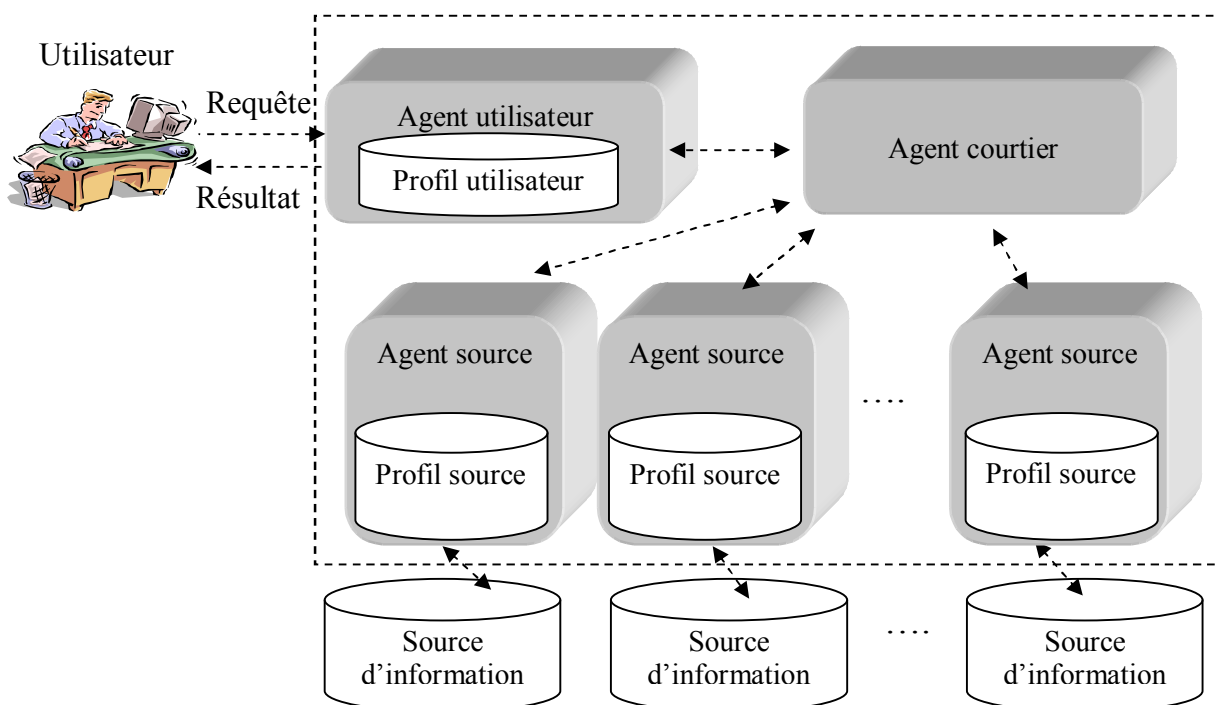 Utilisateur
Requête
Résultat
Agent utilisateur
Profil utilisateur
Agent courtier
Agent source
Profil source
Agent source
Profil source
....
Agent source
Profil source
Source
d’information
Source
d’information
....
Source
d’information